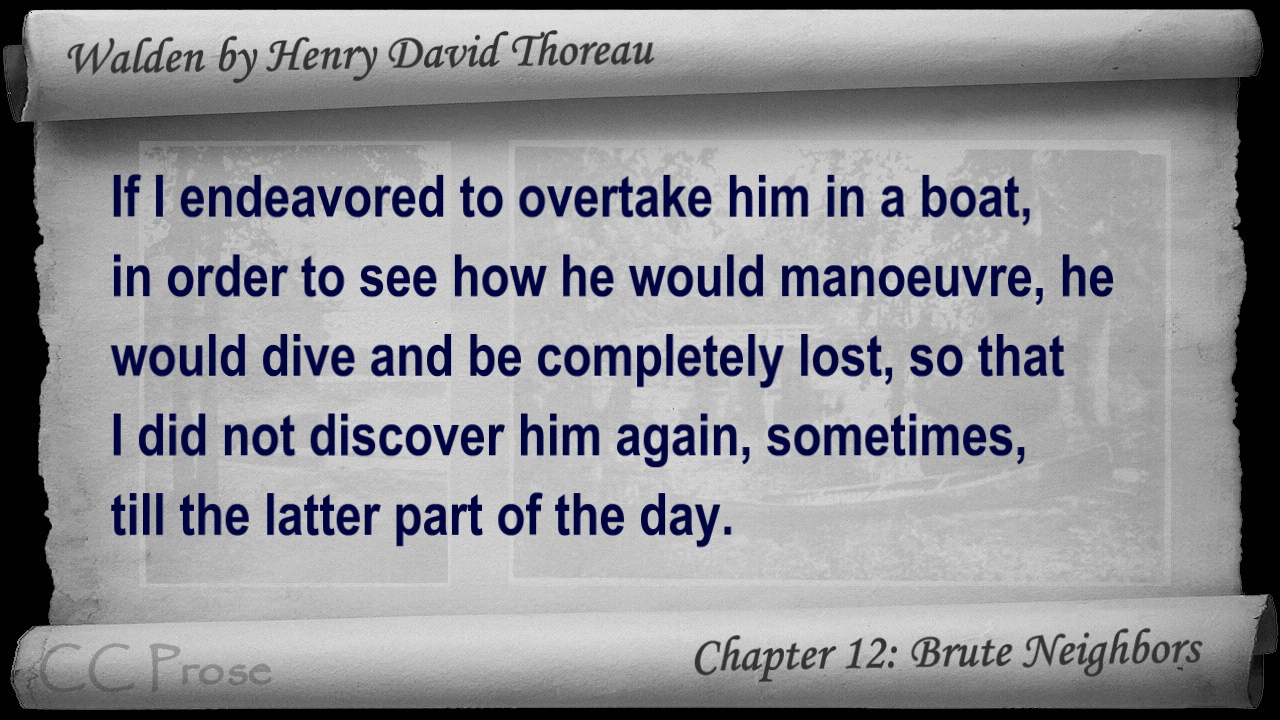 Walden by Henry David Thoreau
If I endeavored to overtake him in a boat,
in order to see how he would manoeuvre, he
would dive and be completely lost, so that
I did not discover him again, sometimes,
till the latter part of the day.
CC Prose
Chapter 12: Brute Neighbors